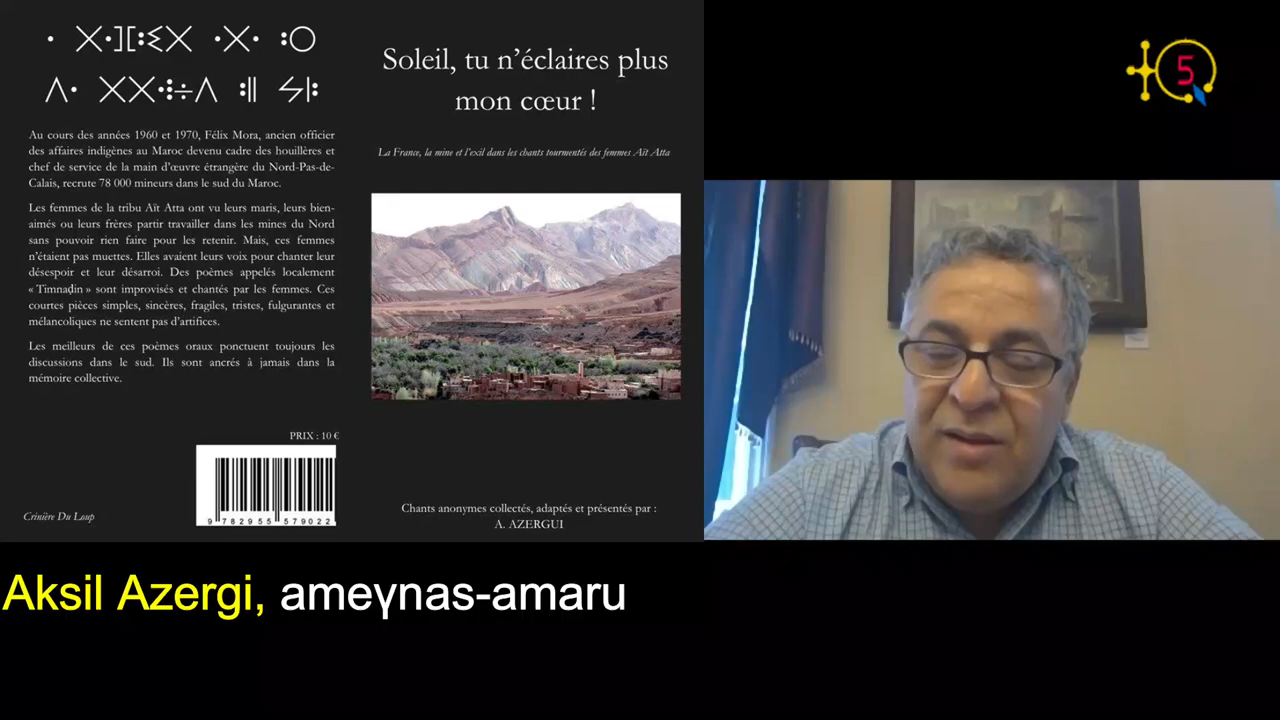 Au cours des années 1960 et 1970, Félix Mora, ancien officier
des affaires indigènes au Maroc devenu cadre des houillères et
chef de service de la main d’œuvre étrangère du Nord-Pas-de-
Calais, recrute 78 000 mineurs dans le sud du Maroc.
Les femmes de la tribu Aït Atta ont vu leurs maris, leurs bien-
aimés ou leurs frères partir travailler dans les mines du Nord
sans pouvoir rien faire pour les retenir. Mais, ces femmes
n’étaient pas muettes. Elles avaient leurs voix pour chanter leur
désespoir et leur désarroi. Des poèmes appelés localement
« Timnaḍin » sont improvisés et chantés par les femmes. Ces
courtes pièces simples, sincères, fragiles, tristes, fulgurantes et
mélancoliques ne sentent pas d’artifices.
Les meilleurs de ces poèmes oraux ponctuent toujours les
discussions dans le sud. Ils sont ancrés à jamais dans la
mémoire collective.
PRIX : 10 €
9 782955 579022
Crinière Du Loup
Soleil, tu n’éclaires plus
mon cœur !
La France, la mine et l’exil dans les chants tourmentés des femmes Aït Atta
Chants anonymes collectés, adaptés et présentés par :
A. AZERGUI
5
Aksil Azergi, ameγnas-amaru